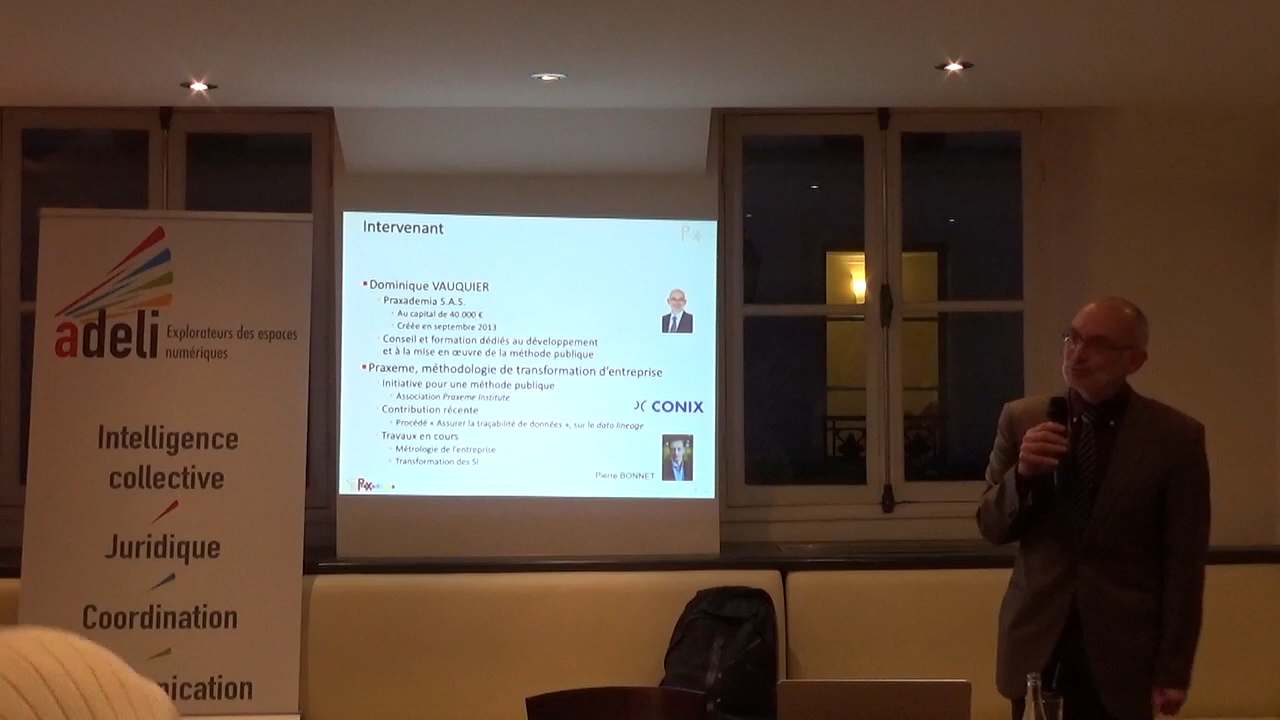 adeli
Explorateurs des espaces
numériques
Intelligence
collective
Juridique
Coordination
nication
Intervenant
Dominique VAUQUIER
Praxademia S.A.S.
Au capital de 40.000 €
Créée en septembre 2013
Conseil et formation dédiés au développement
et à la mise en œuvre de la méthode publique
Praxeme, méthodologie de transformation d'entreprise
Initiative pour une méthode publique
Association Praxeme Institute
Contribution récente
Procédé « Assurer la traçabilité de données », sur le data lineage
Travaux en cours
Métrologie de l'entreprise
Transformation des SI
CONIX
Pierre BONNET